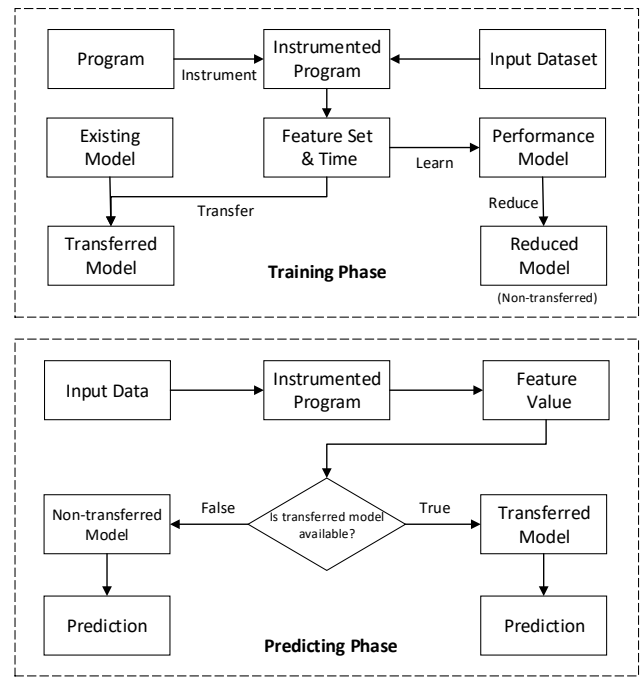 Program
Instrument
Instrumented
Program
Input Dataset
Existing
Model
Feature Set
& Time
Learn
Performance
Model
Transfer
Reduce
Transferred
Model
Reduced
Model
Training Phase
(Non-transferred)
Input Data
Instrumented
Program
Feature
Value
False
Is transferred model
available?
True
Non-transferred
Model
Transferred
Model
Prediction
Prediction
Predicting Phase